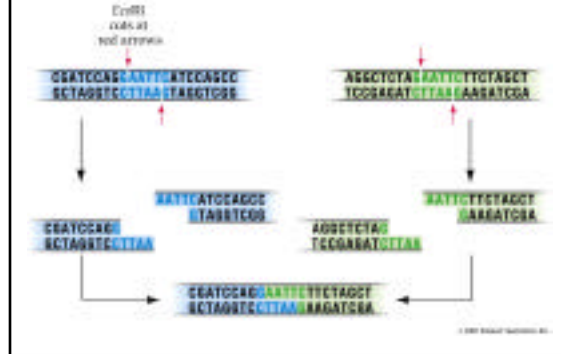 EcoRI
cuts at
red arrows
CGATCCAGGAATTCATCCAGCC
GCTAGGTCCTTAAGTAGGTCGG
AGGCTCTAGAATTCTTCTAGCT
TCCGAGATCTTAAGAAGATCGA
AATTCATCCAGCC
GTAGGTCGG
AATTCTTCTAGCT
GAAGATCGA
CGATCCAGG
GCTAGGTCCTTAA
AGGCTCTAG
TCCGAGATCTTAA
CGATCCAGGAATTCTTCTAGCT
GCTAGGTCCTTAAGAAGATCGA